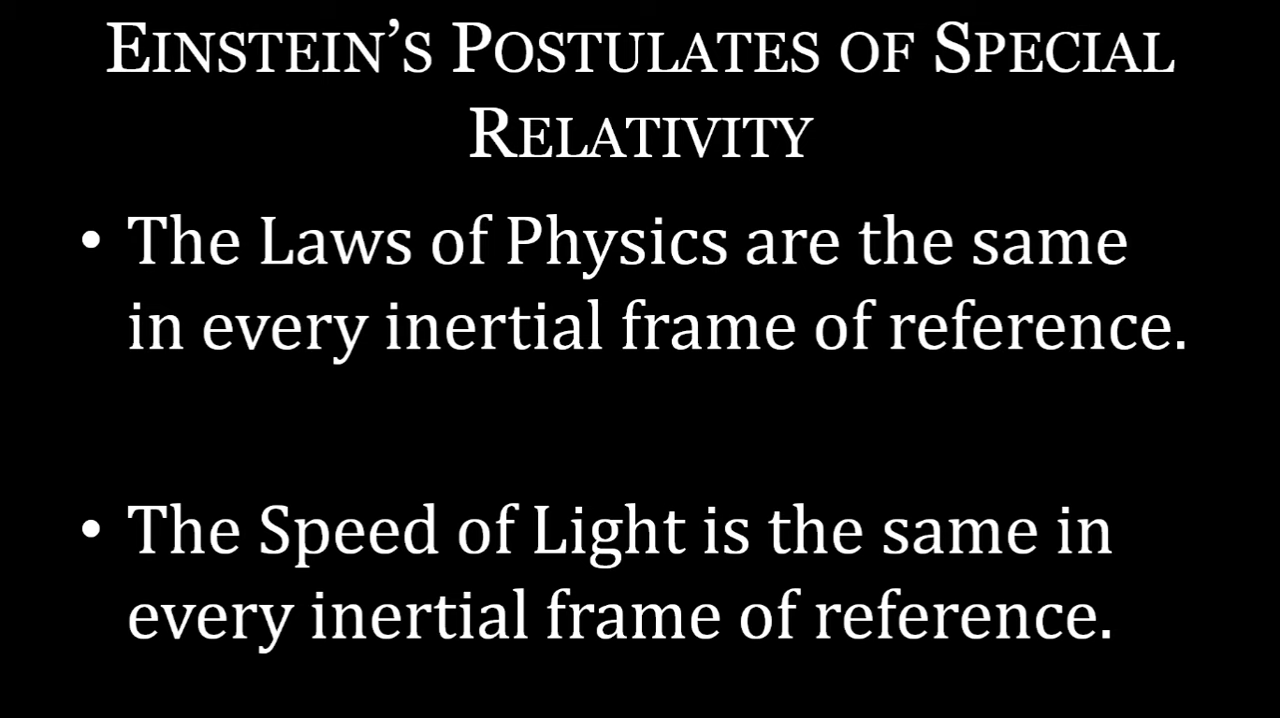 EINSTEIN’S POSTULATES OF SPECIAL
RELATIVITY
• The Laws of Physics are the same
in every inertial frame of reference.
• The Speed of Light is the same in
every inertial frame of reference.